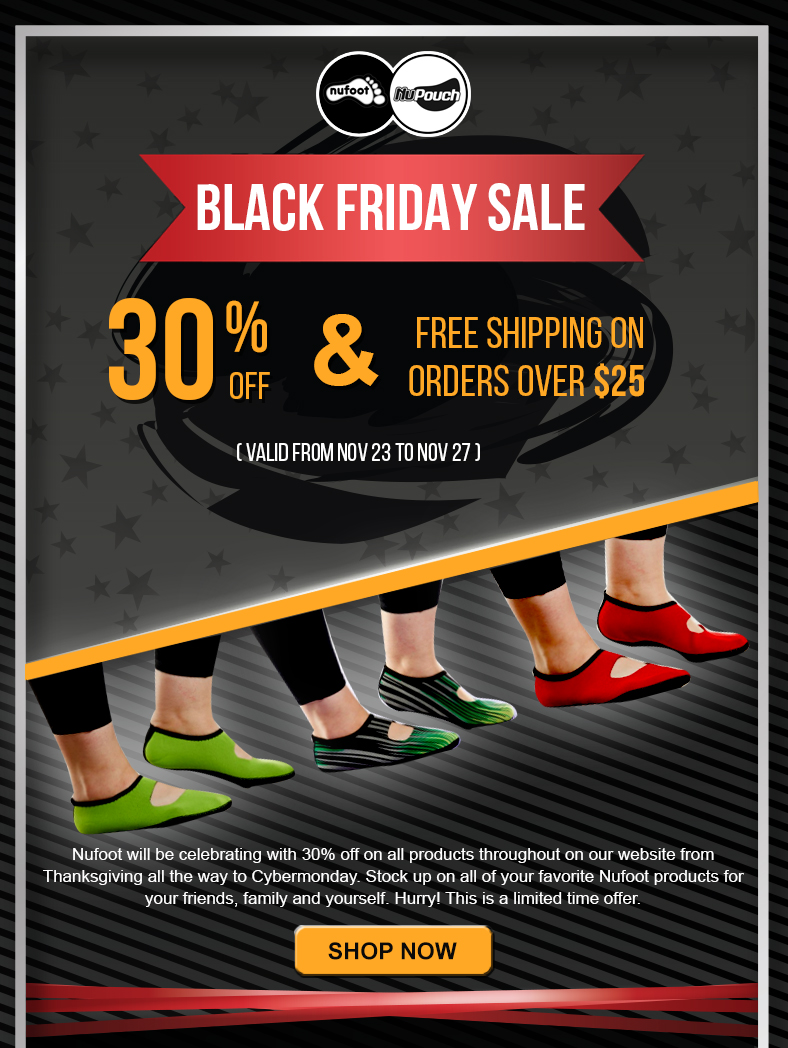 nufoot
NuPouch
BLACK FRIDAY SALE
30% OFF
&
FREE SHIPPING ON
ORDERS OVER $25
( VALID FROM NOV 23 TO NOV 27 )
Nufoot will be celebrating with 30% off on all products throughout on our website from
Thanksgiving all the way to Cybermonday. Stock up on all of your favorite Nufoot products for
your friends, family and yourself. Hurry! This is a limited time offer.
SHOP NOW